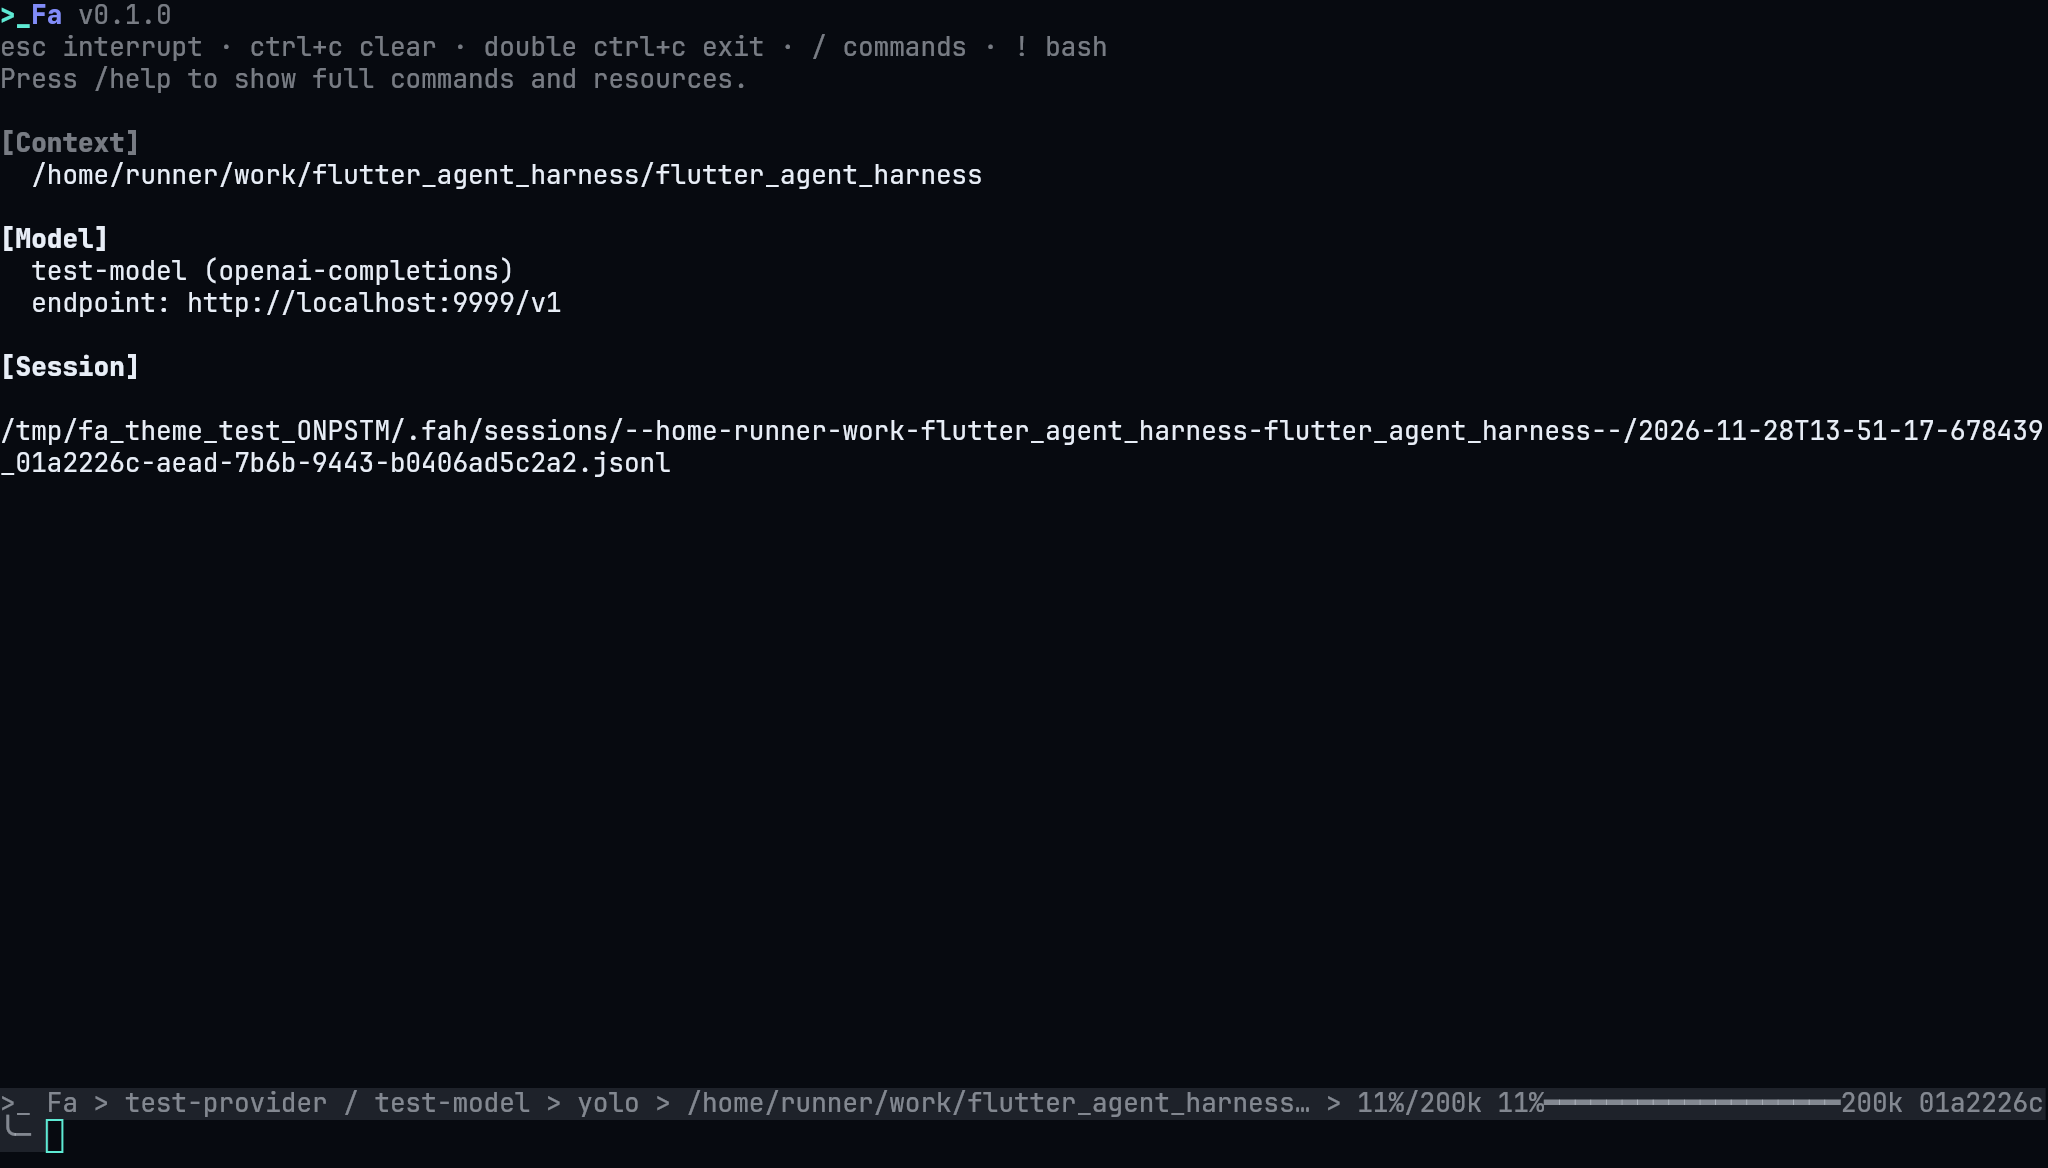 >_Fa v0.1.0
esc interrupt · ctrl+c clear · double ctrl+c exit · / commands · ! bash
Press /help to show full commands and resources.
[Context]
/home/runner/work/flutter_agent_harness/flutter_agent_harness
[Model]
test-model (openai-completions)
endpoint: http://localhost:9999/v1
[Session]
/tmp/fa_theme_test_ONPSTM/.fah/sessions/--home-runner-work-flutter_agent_harness-flutter_agent_harness--/2026-11-28T13-51-17-678439
_01a2226c-aead-7b6b-9443-b0406ad5c2a2.jsonl
>_ Fa > test-provider / test-model > yolo > /home/runner/work/flutter_agent_harness… > 11%/200k 11%━━━━━━━━━━━━━━━━━━━200k 01a2226c